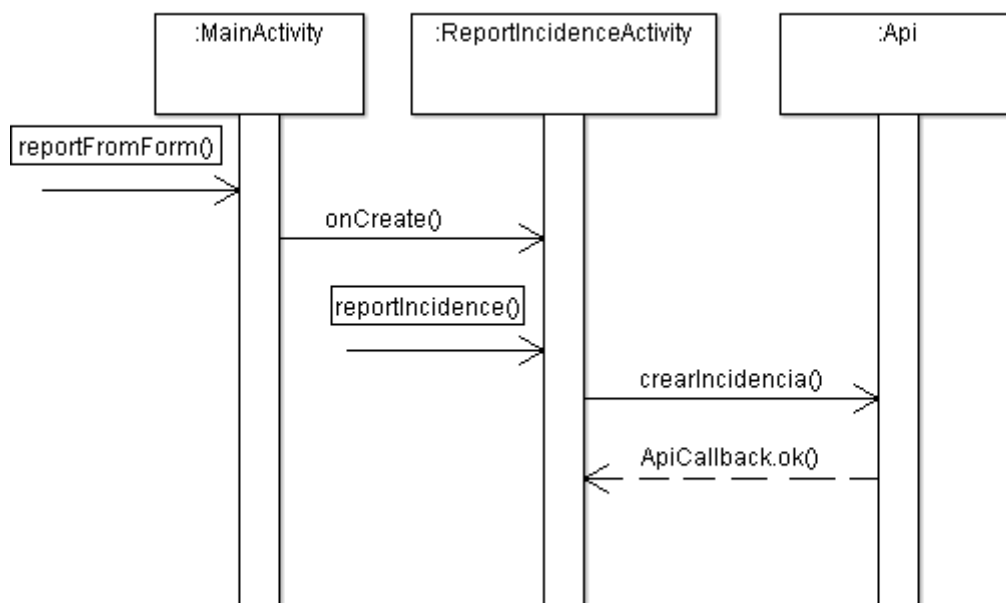 :MainActivity
:ReportIncidenceActivity
:Api
reportFromForm()
onCreate()
reportIncidence()
crearIncidencia()
ApiCallback.ok()